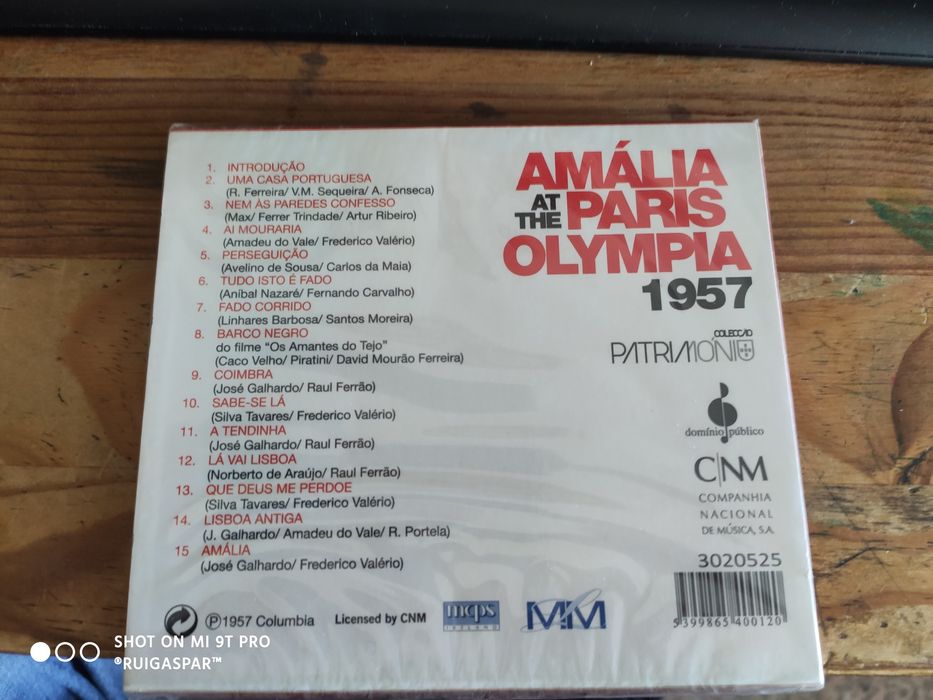 1. INTRODUÇÃO
2. UMA CASA PORTUGUESA
(R. Ferreira/ V.M. Sequeira/ A. Fonseca)
3. NEM ÀS PAREDES CONFESSO
(Max/ Ferrer Trindade/ Artur Ribeiro)
4. AI MOURARIA
(Amadeu do Vale/ Frederico Valério)
5. PERSEGUIÇÃO
(Avelino de Sousa/ Carlos da Maia)
6. TUDO ISTO É FADO
(Aníbal Nazaré/ Fernando Carvalho)
7. FADO CORRIDO
(Linhares Barbosa/ Santos Moreira)
8. BARCO NEGRO
do filme "Os Amantes do Tejo"
(Caco Velho/ Piratini/ David Mourão Ferreira)
9. COIMBRA
(José Galhardo/ Raul Ferrão)
10. SABE-SE LÁ
(Silva Tavares/ Frederico Valério)
11. A TENDINHA
(José Galhardo/ Raul Ferrão)
12. LÁ VAI LISBOA
(Norberto de Araújo/ Raul Ferrão)
13. QUE DEUS ME PERDOE
(Silva Tavares/ Frederico Valério)
14. LISBOA ANTIGA
(J. Galhardo/ Amadeu do Vale/ R. Portela)
15 AMÁLIA
(José Galhardo/ Frederico Valério)
AMÁLIA
AT THE PARIS
OLYMPIA
1957
COLECÇÃO
PATRIMÓNIO
domínio público
CNM
COMPANHIA
NACIONAL
DE MÚSICA, S.A.
3020525
5399865400120
Ⓟ1957 Columbia
Licensed by CNM
mcps
IRELAND
MM
SHOT ON MI 9T PRO
®RUIGASPAR™